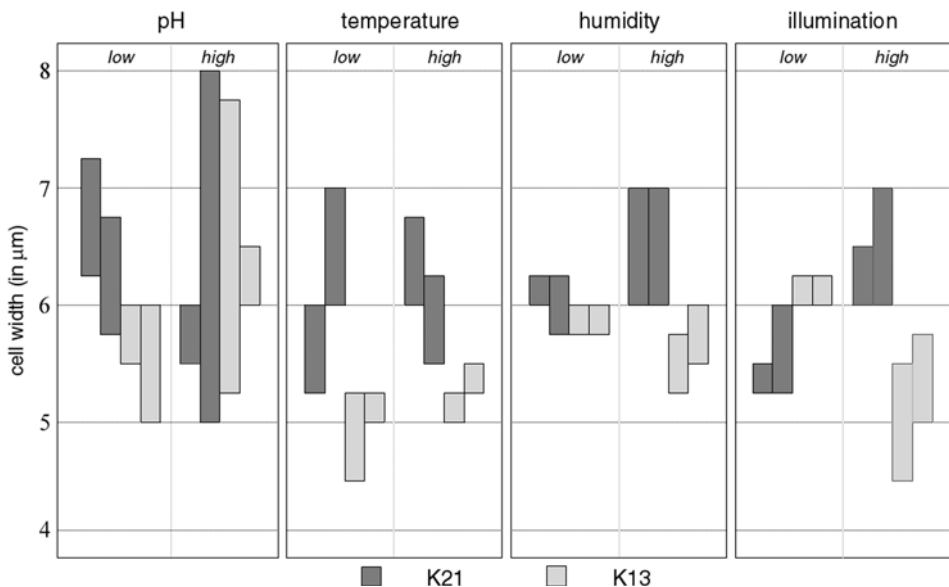 pH temperature humidity illumination
low high low high low high low high
8
7
6
5
4
cell width (in µm)
K21 K13